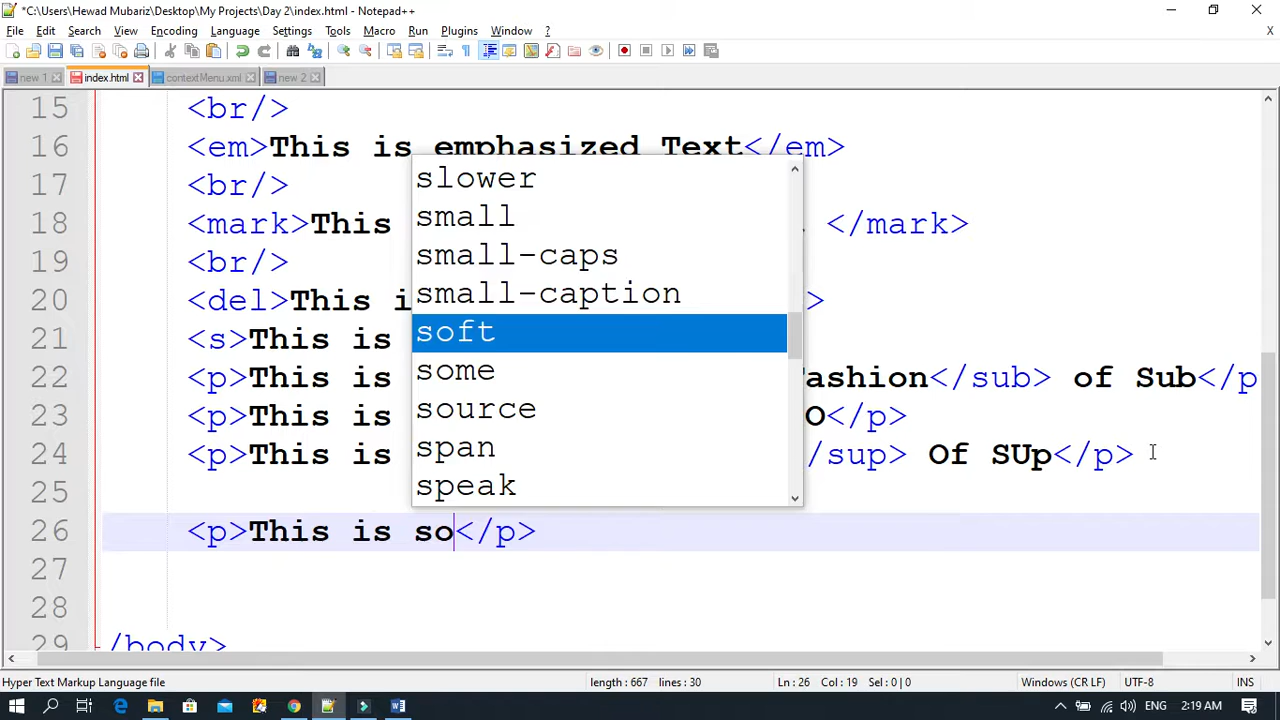 *C:\Users\Hewad Mubariz\Desktop\My Projects\Day 2\index.html - Notepad++
File Edit Search View Encoding Language Settings Tools Macro Run Plugins Window ? X
new 1 index.html contextMenu.xml new 2
15 <br/>
16 <em>This is emphasized Text</em>
17 <br/>
18 <mark>This </mark>
19 <br/>
20 <del>This i >
21 <s>This is
22 <p>This is ashion</sub> of Sub</p
23 <p>This is O</p>
24 <p>This is /sup> Of SUp</p>
25
26 <p>This is so</p>
27
28
29 /body>
slower
small
small-caps
small-caption
soft
some
source
span
speak
Hyper Text Markup Language file length : 667 lines : 30 Ln : 26 Col : 19 Sel : 0 | 0 Windows (CR LF) UTF-8 INS
ENG 2:19 AM